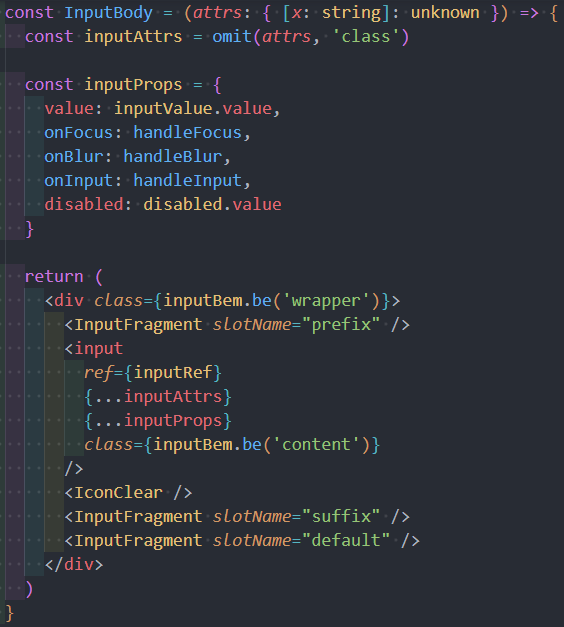 const InputBody = (attrs: { [x: string]: unknown }) => {
  const inputAttrs = omit(attrs, 'class')

  const inputProps = {
    value: inputValue.value,
    onFocus: handleFocus,
    onBlur: handleBlur,
    onInput: handleInput,
    disabled: disabled.value
  }

  return (
    <div class={inputBem.be('wrapper')}>
      <InputFragment slotName="prefix" />
      <input
        ref={inputRef}
        {...inputAttrs}
        {...inputProps}
        class={inputBem.be('content')}
      />
      <IconClear />
      <InputFragment slotName="suffix" />
      <InputFragment slotName="default" />
    </div>
  )
}